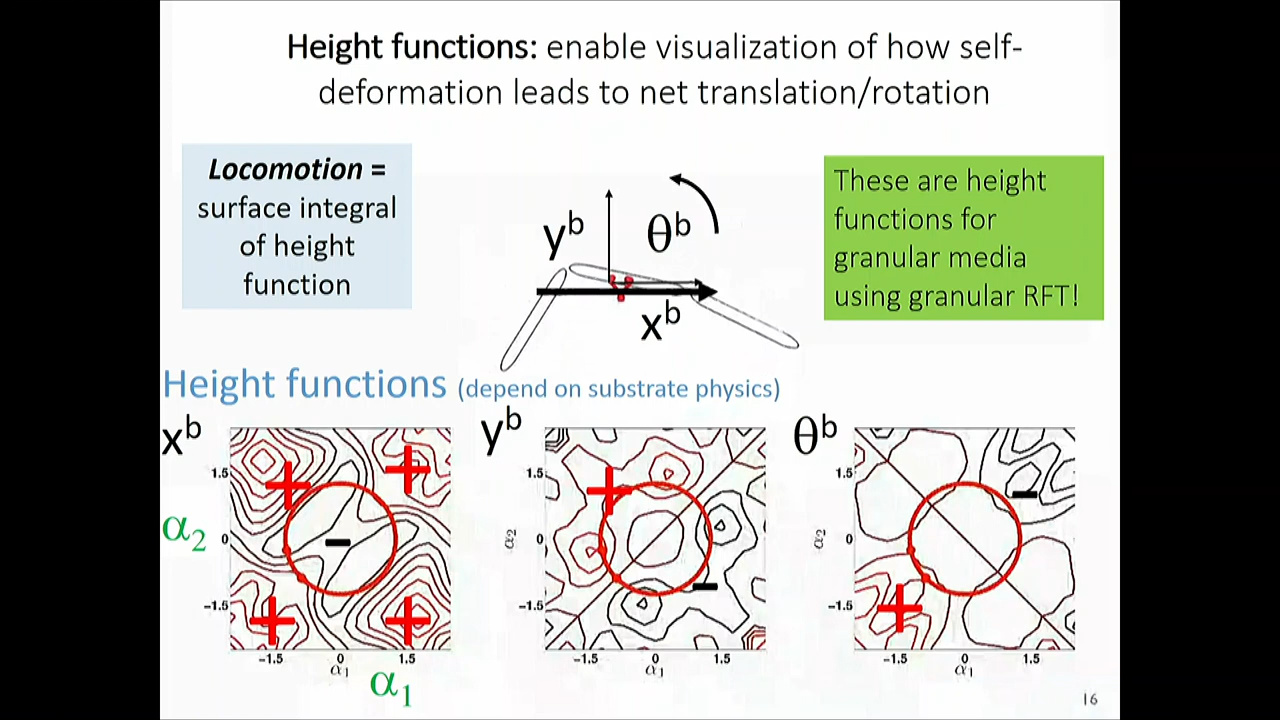 Height functions: enable visualization of how self-
deformation leads to net translation/rotation
Locomotion =
surface integral
of height
function
y^b
θ^b
x^b
These are height
functions for
granular media
using granular RFT!
Height functions (depend on substrate physics)
x^b
y^b
θ^b
1.5
0
−1.5
α₂
−1.5 0 1.5
α₁
α₁
1.5
0
−1.5
α₂
−1.5 0 1.5
α₁
1.5
0
−1.5
α₂
−1.5 0 1.5
α₁
+ + − + +
+ −
− +
16